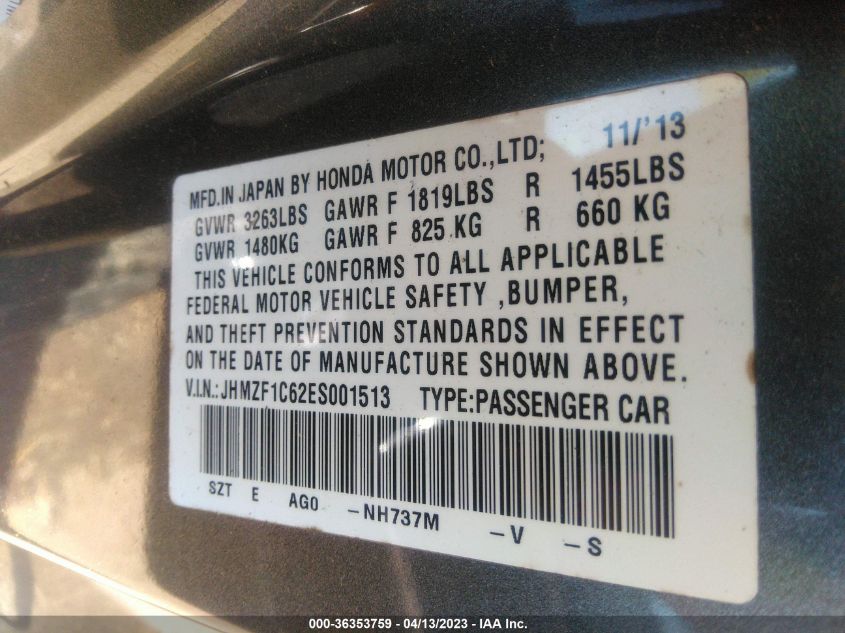 MFD.IN JAPAN BY HONDA MOTOR CO.,LTD; 11/'13
GVWR 3263LBS GAWR F 1819LBS R 1455LBS
GVWR 1480KG GAWR F 825 KG R 660 KG
THIS VEHICLE CONFORMS TO ALL APPLICABLE
FEDERAL MOTOR VEHICLE SAFETY ,BUMPER,
AND THEFT PREVENTION STANDARDS IN EFFECT
ON THE DATE OF MANUFACTURE SHOWN ABOVE.
V.I.N.:JHMZF1C62ES001513 TYPE:PASSENGER CAR
SZT E AG0 -NH737M -V -S
000-36353759 - 04/13/2023 - IAA Inc.